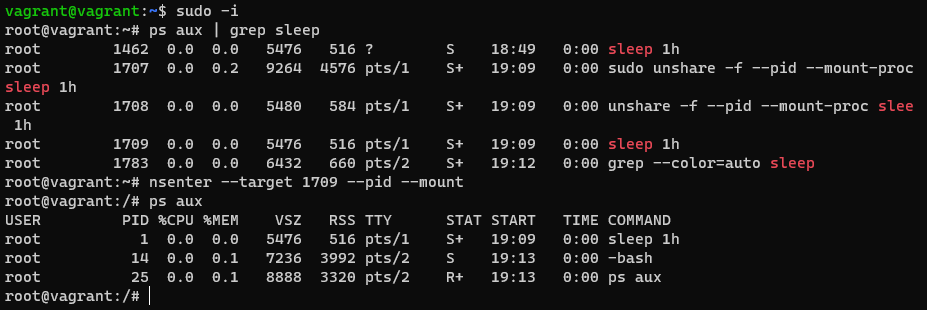 vagrant@vagrant:~$ sudo -i
root@vagrant:~# ps aux | grep sleep
root        1462  0.0  0.0   5476   516 ?        S    18:49   0:00 sleep 1h
root        1707  0.0  0.2   9264  4576 pts/1    S+   19:09   0:00 sudo unshare -f --pid --mount-proc
sleep 1h
root        1708  0.0  0.0   5480   584 pts/1    S+   19:09   0:00 unshare -f --pid --mount-proc slee
 1h
root        1709  0.0  0.0   5476   516 pts/1    S+   19:09   0:00 sleep 1h
root        1783  0.0  0.0   6432   660 pts/2    S+   19:12   0:00 grep --color=auto sleep
root@vagrant:~# nsenter --target 1709 --pid --mount
root@vagrant:/# ps aux
USER         PID %CPU %MEM    VSZ   RSS TTY      STAT START   TIME COMMAND
root           1  0.0  0.0   5476   516 pts/1    S+   19:09   0:00 sleep 1h
root          14  0.0  0.1   7236  3992 pts/2    S    19:13   0:00 -bash
root          25  0.0  0.1   8888  3320 pts/2    R+   19:13   0:00 ps aux
root@vagrant:/#